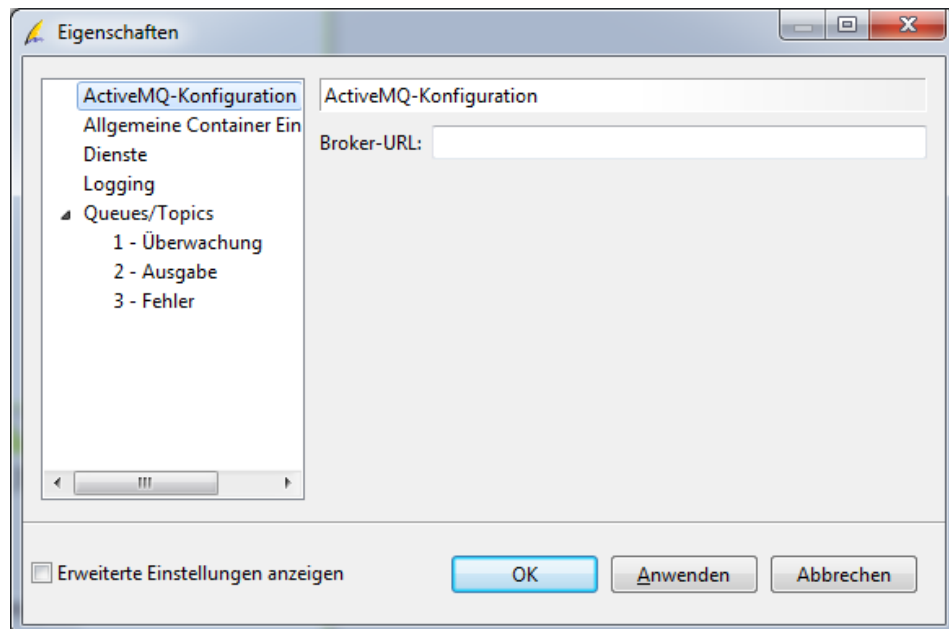 Eigenschaften
ActiveMQ-Konfiguration
Allgemeine Container Ein
Dienste
Logging
Queues/Topics
1 - Überwachung
2 - Ausgabe
3 - Fehler
ActiveMQ-Konfiguration
Broker-URL:
Erweiterte Einstellungen anzeigen
OK
Anwenden
Abbrechen